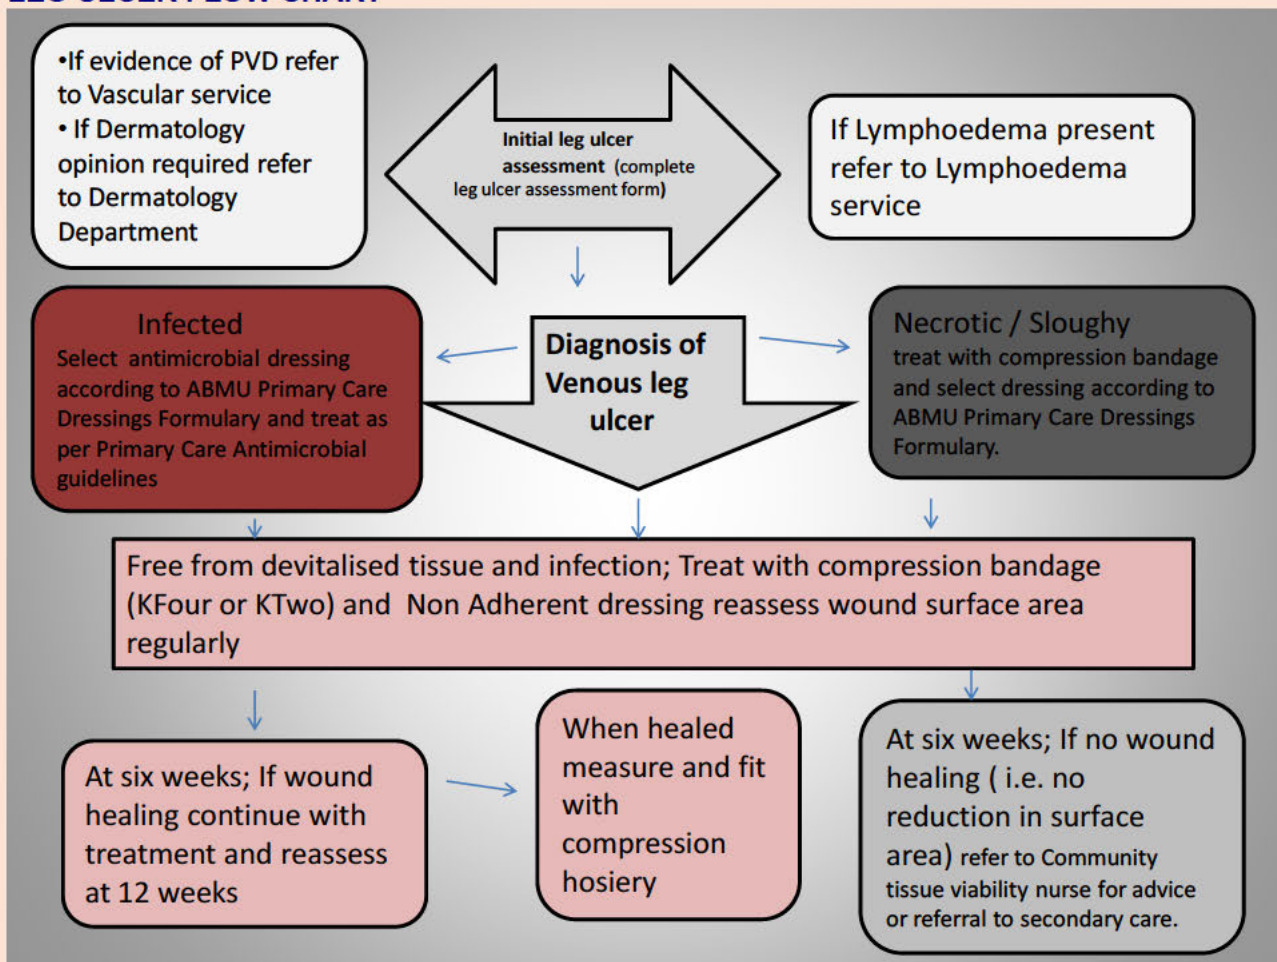 •If evidence of PVD refer
to Vascular service
• If Dermatology
opinion required refer
to Dermatology
Department
Initial leg ulcer
assessment (complete
leg ulcer assessment form)
If Lymphoedema present
refer to Lymphoedema
service
Infected
Select antimicrobial dressing
according to ABMU Primary Care
Dressings Formulary and treat as
per Primary Care Antimicrobial
guidelines
Diagnosis of
Venous leg
ulcer
Necrotic / Sloughy
treat with compression bandage
and select dressing according to
ABMU Primary Care Dressings
Formulary.
Free from devitalised tissue and infection; Treat with compression bandage
(KFour or KTwo) and Non Adherent dressing reassess wound surface area
regularly
At six weeks; If wound
healing continue with
treatment and reassess
at 12 weeks
When healed
measure and fit
with
compression
hosiery
At six weeks; If no wound
healing ( i.e. no
reduction in surface
area) refer to Community
tissue viability nurse for advice
or referral to secondary care.